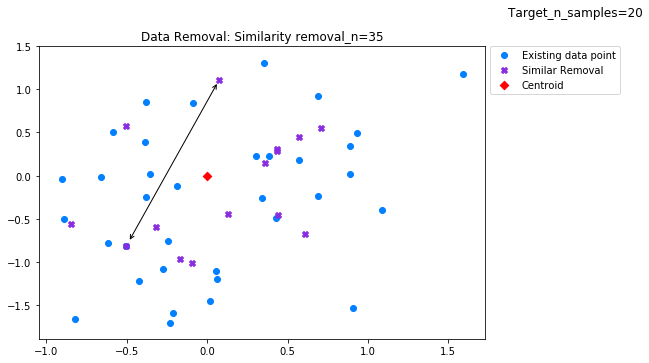 Target_n_samples=20
Data Removal: Similarity removal_n=35
Existing data point
Similar Removal
Centroid
1.5
1.0
0.5
0.0
−0.5
−1.0
−1.5
−1.0 −0.5 0.0 0.5 1.0 1.5